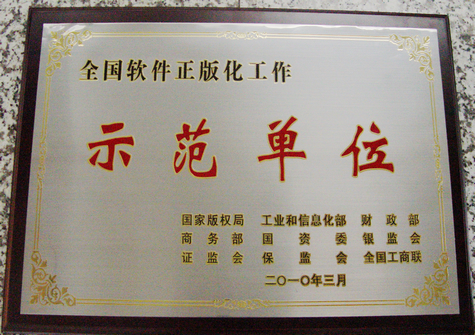 全国软件正版化工作
示范单位
国家版权局 工业和信息化部 财政部
商务部 国资委 银监会
证监会 保监会 全国工商联
二〇一〇年三月